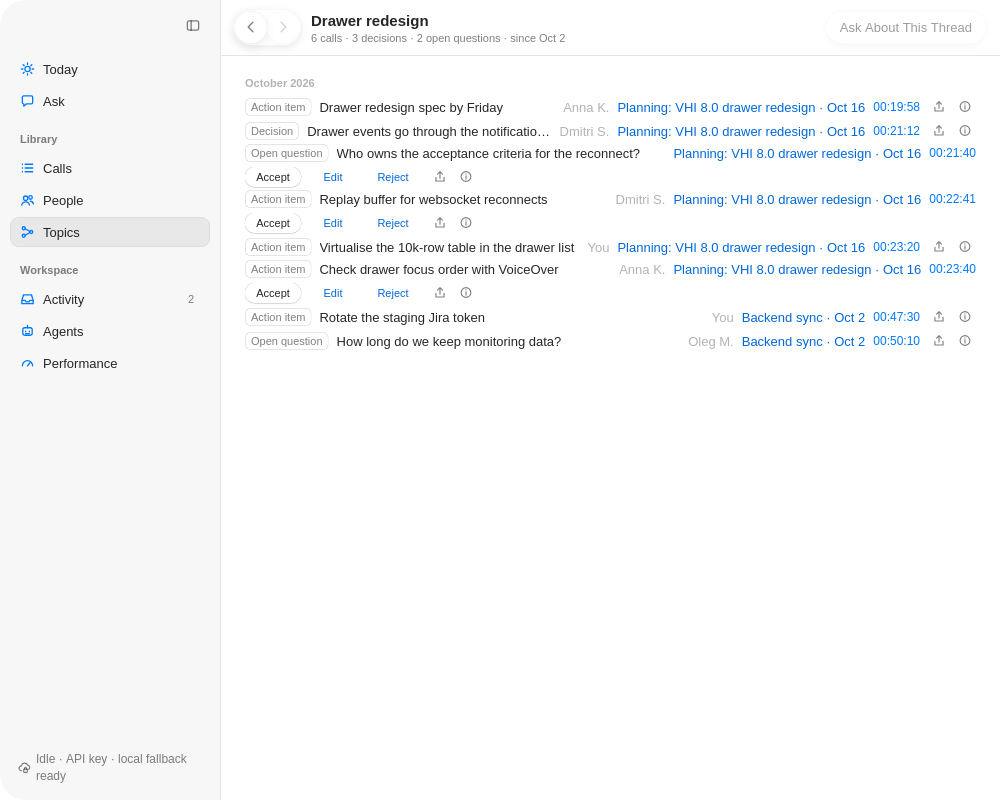 Drawer redesign
6 calls · 3 decisions · 2 open questions · since Oct 2
Ask About This Thread
Today
Ask
Library
Calls
People
Topics
Workspace
Activity 2
Agents
Performance
Idle · API key · local fallback
ready
October 2026
Action item Drawer redesign spec by Friday Anna K. Planning: VHI 8.0 drawer redesign · Oct 16 00:19:58
Decision Drawer events go through the notificatio… Dmitri S. Planning: VHI 8.0 drawer redesign · Oct 16 00:21:12
Open question Who owns the acceptance criteria for the reconnect? Planning: VHI 8.0 drawer redesign · Oct 16 00:21:40
Accept Edit Reject
Action item Replay buffer for websocket reconnects Dmitri S. Planning: VHI 8.0 drawer redesign · Oct 16 00:22:41
Accept Edit Reject
Action item Virtualise the 10k-row table in the drawer list You Planning: VHI 8.0 drawer redesign · Oct 16 00:23:20
Action item Check drawer focus order with VoiceOver Anna K. Planning: VHI 8.0 drawer redesign · Oct 16 00:23:40
Accept Edit Reject
Action item Rotate the staging Jira token You Backend sync · Oct 2 00:47:30
Open question How long do we keep monitoring data? Oleg M. Backend sync · Oct 2 00:50:10